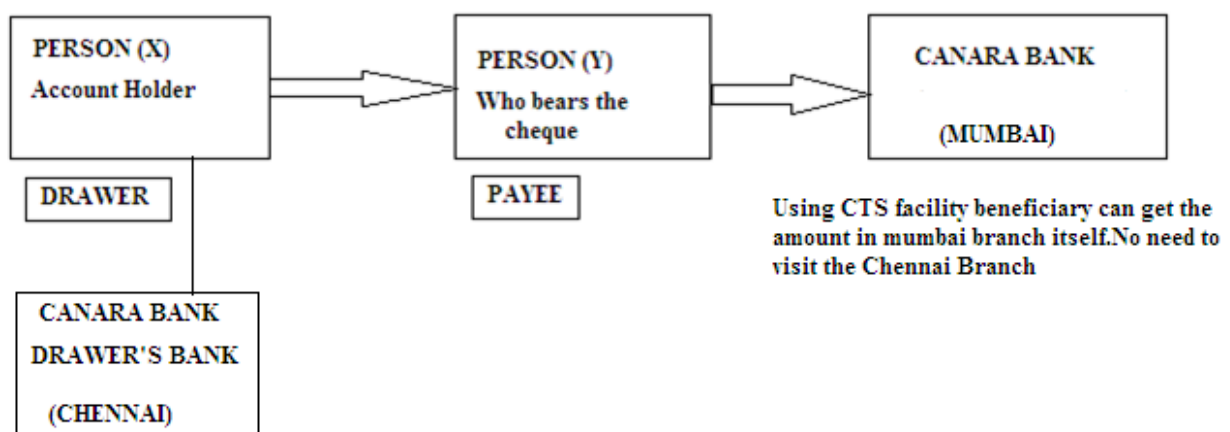 PERSON (X)
Account Holder
DRAWER
CANARA BANK
DRAWER'S BANK
(CHENNAI)
PERSON (Y)
Who bears the
cheque
PAYEE
CANARA BANK
(MUMBAI)
Using CTS facility beneficiary can get the
amount in mumbai branch itself.No need to
visit the Chennai Branch